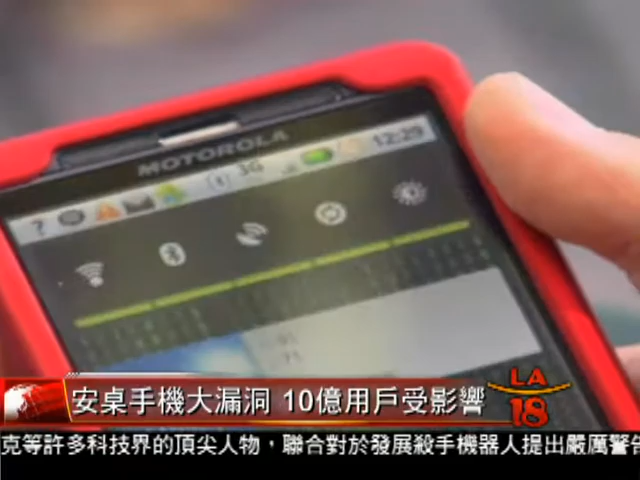 MOTOROLA
3G
12:29
?
安桌手機大漏洞 10億用戶受影響
LA
18
克等許多科技界的頂尖人物，聯合對於發展殺手機器人提出嚴厲警告